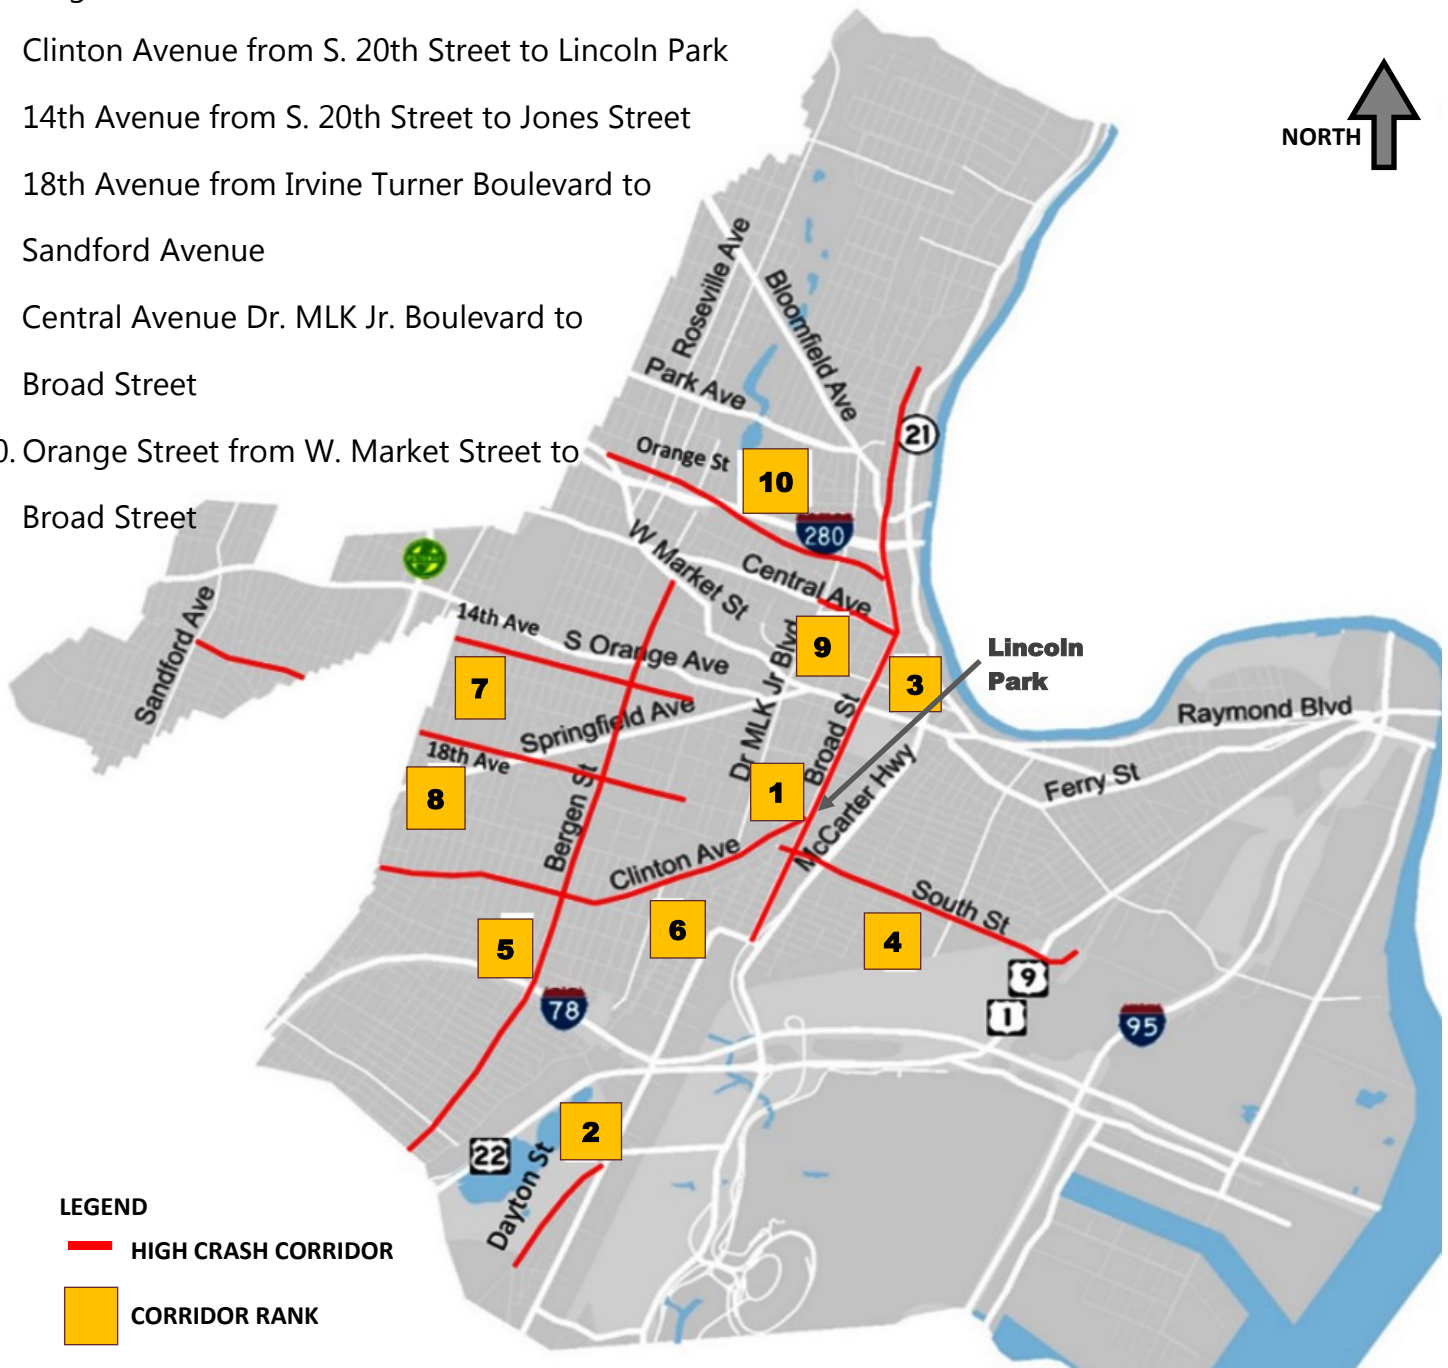 Clinton Avenue from S. 20th Street to Lincoln Park
14th Avenue from S. 20th Street to Jones Street
18th Avenue from Irvine Turner Boulevard to
Sandford Avenue
Central Avenue Dr. MLK Jr. Boulevard to
Broad Street
0. Orange Street from W. Market Street to
Broad Street
NORTH
Roseville Ave
Bloomfield Ave
Park Ave
21
Orange St
10
280
W Market St
Central Ave
Sandford Ave
14th Ave
S Orange Ave
9
Lincoln
Park
3
7
Dr MLK Jr Blvd
Broad St
Springfield Ave
Raymond Blvd
18th Ave
Ferry St
8
1
McCarter Hwy
Bergen St
Clinton Ave
South St
6
4
5
9
78
1
95
2
22
Dayton St
LEGEND
HIGH CRASH CORRIDOR
CORRIDOR RANK